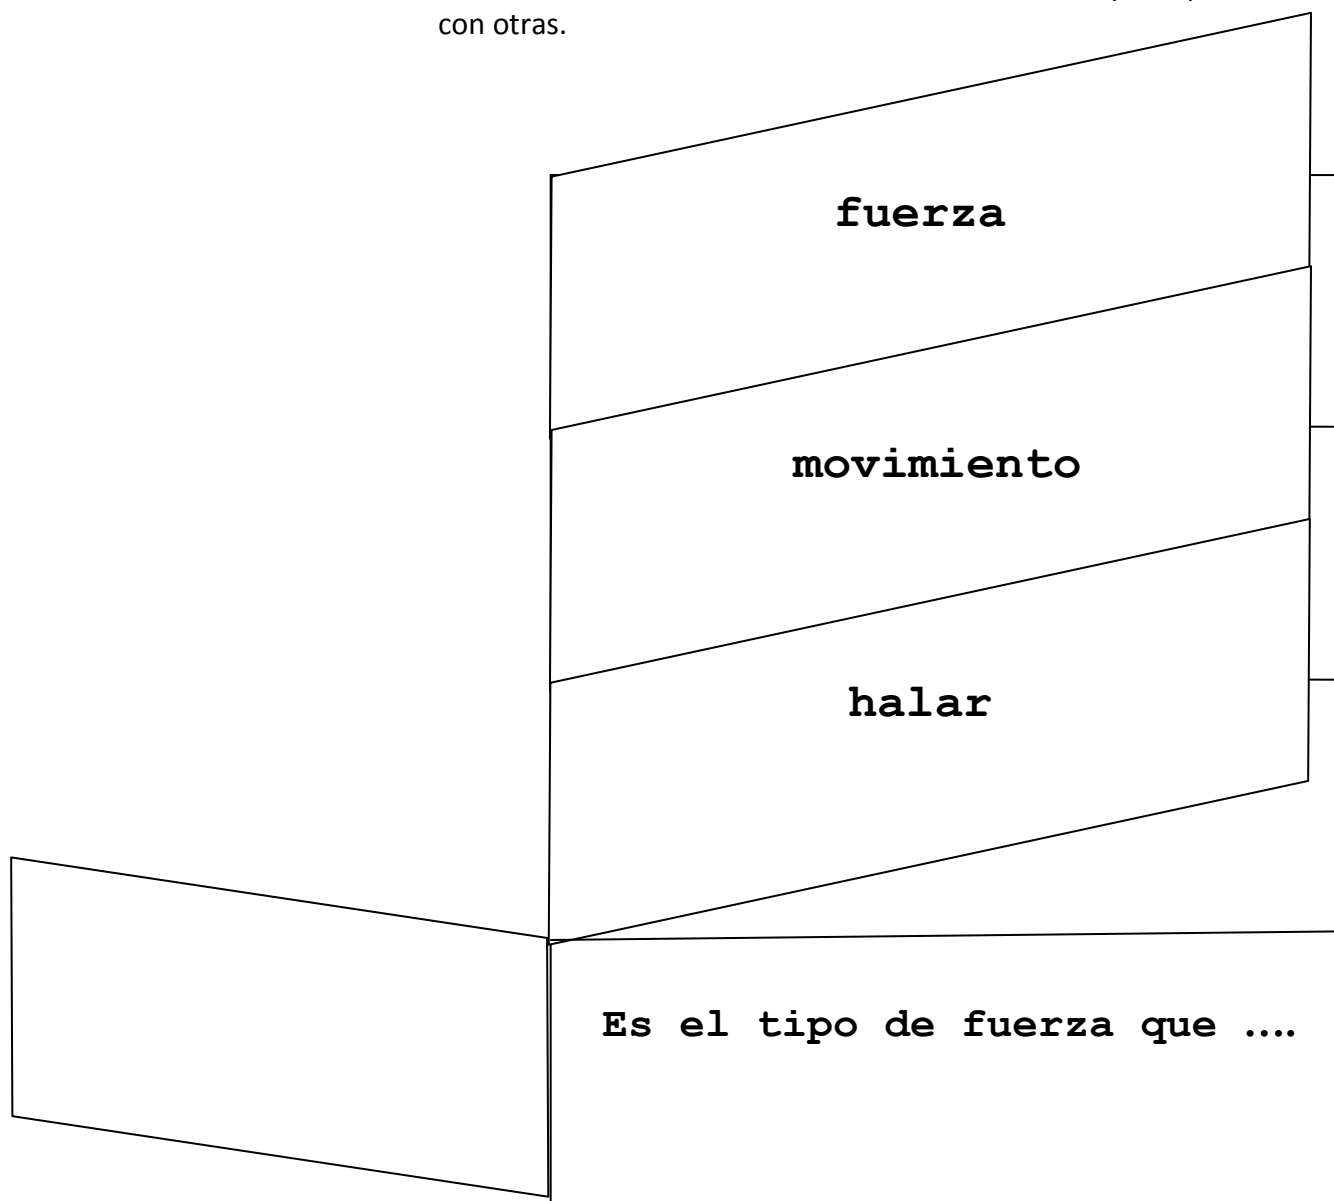 con otras.
fuerza
movimiento
halar
Es el tipo de fuerza que ….